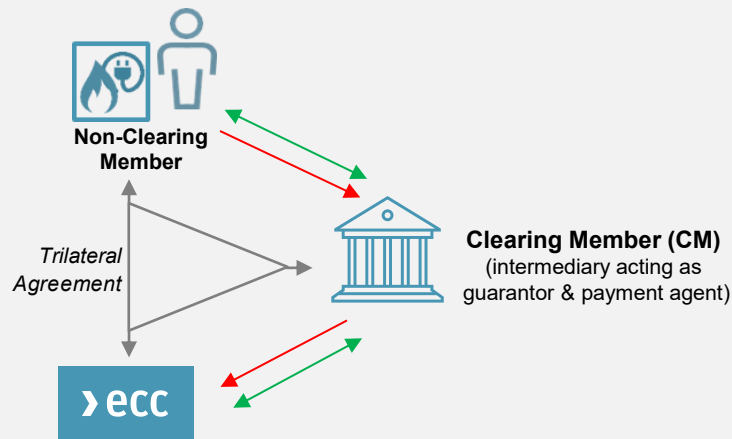 Non-Clearing
Member
Trilateral
Agreement
Clearing Member (CM)
(intermediary acting as
guarantor & payment agent)
ecc